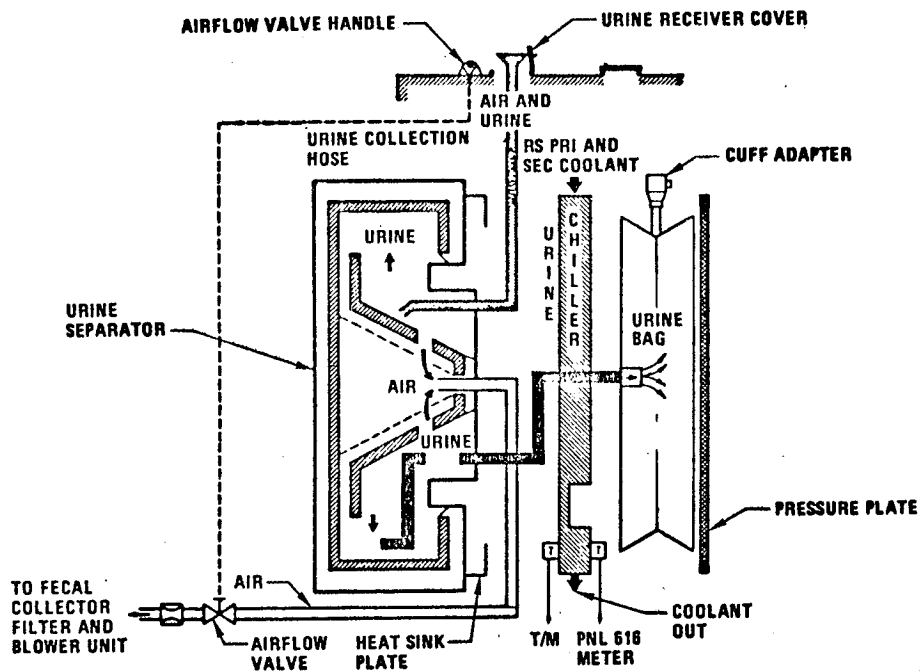 AIRFLOW VALVE HANDLE
URINE RECEIVER COVER
AIR AND
URINE
URINE COLLECTION
HOSE
RS PRI AND
SEC COOLANT
CUFF ADAPTER
URINE
URINE
CHILLER
URINE
SEPARATOR
URINE
BAG
AIR
URINE
PRESSURE PLATE
TO FECAL
COLLECTOR
FILTER AND
BLOWER UNIT
AIR
AIRFLOW
VALVE
HEAT SINK
PLATE
T
T
T/M
PNL 616
METER
COOLANT
OUT